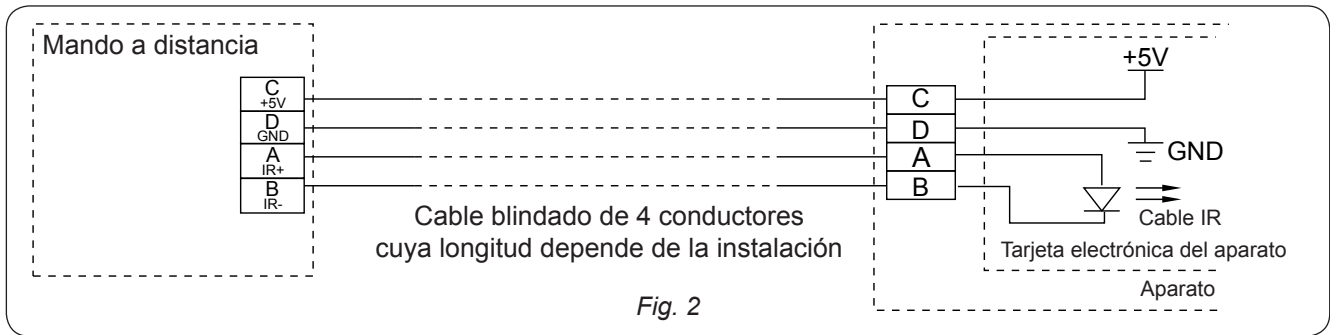 Mando a distancia
C
+5V
D
GND
A
IR+
B
IR-
Cable blindado de 4 conductores
cuya longitud depende de la instalación
C
D
A
B
+5V
GND
Cable IR
Tarjeta electrónica del aparato
Aparato
Fig. 2